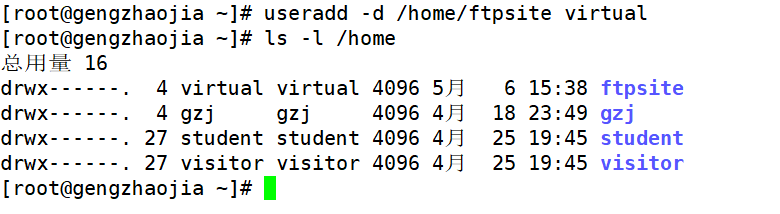 [root@gengzhaojia ~]# useradd -d /home/ftpsite virtual
[root@gengzhaojia ~]# ls -l /home
总用量 16
drwx------.  4 virtual virtual 4096 5月   6 15:38 ftpsite
drwx------.  4 gzj     gzj     4096 4月  18 23:49 gzj
drwx------. 27 student student 4096 4月  25 19:45 student
drwx------. 27 visitor visitor 4096 4月  25 19:45 visitor
[root@gengzhaojia ~]#